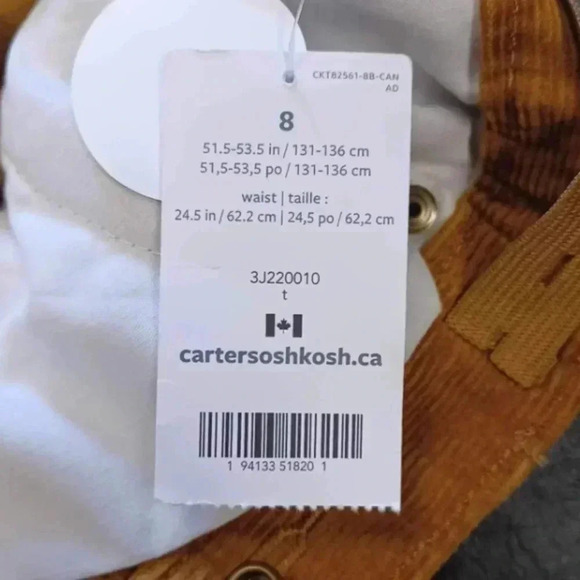 CKT82561-8B-CAN
AD
8
51.5-53.5 in / 131-136 cm
51,5-53,5 po / 131-136 cm
waist | taille :
24.5 in / 62.2 cm | 24,5 po / 62,2 cm
3J220010
t
cartersoshkosh.ca
1 94133 51820 1